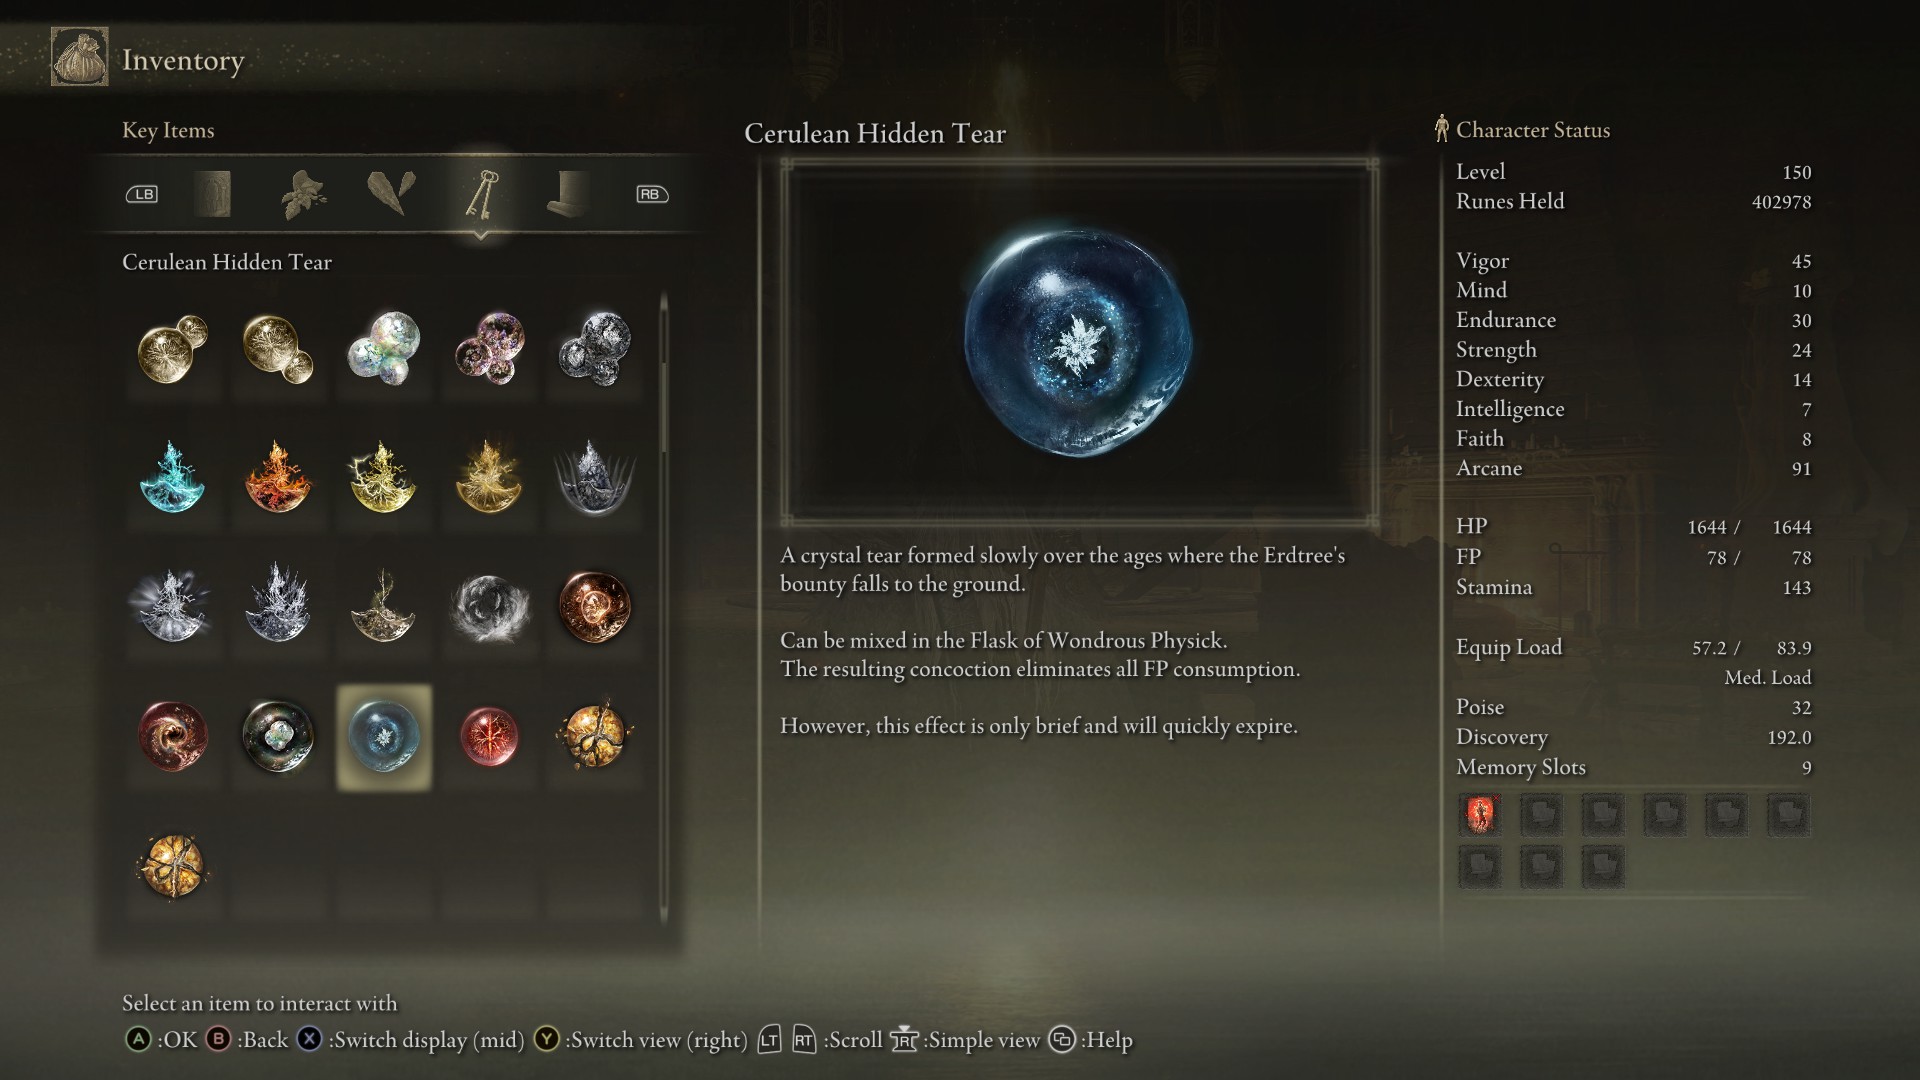 Inventory
Key Items
LB
RB
Cerulean Hidden Tear
Cerulean Hidden Tear
A crystal tear formed slowly over the ages where the Erdtree's
bounty falls to the ground.
Can be mixed in the Flask of Wondrous Physick.
The resulting concoction eliminates all FP consumption.
However, this effect is only brief and will quickly expire.
Character Status
Level 150
Runes Held 402978
Vigor 45
Mind 10
Endurance 30
Strength 24
Dexterity 14
Intelligence 7
Faith 8
Arcane 91
HP 1644 / 1644
FP 78 / 78
Stamina 143
Equip Load 57.2 / 83.9
Med. Load
Poise 32
Discovery 192.0
Memory Slots 9
Select an item to interact with
A :OK B :Back X :Switch display (mid) Y :Switch view (right) LT RT :Scroll R :Simple view :Help